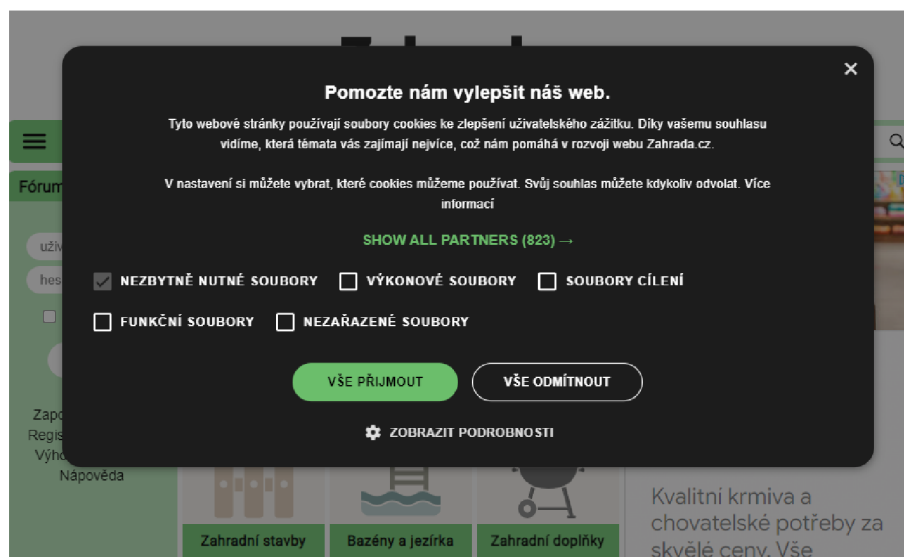 Pomozte nám vylepšit náš web.
Tyto webové stránky používají soubory cookies ke zlepšení uživatelského zážitku. Díky vašemu souhlasu
vidíme, která témata vás zajímají nejvíce, což nám pomáhá v rozvoji webu Zahrada.cz.
V nastavení si můžete vybrat, které cookies můžeme používat. Svůj souhlas můžete kdykoliv odvolat. Více
informací
SHOW ALL PARTNERS (823) →
NEZBYTNĚ NUTNÉ SOUBORY VÝKONOVÉ SOUBORY SOUBORY CÍLENÍ
FUNKČNÍ SOUBORY NEZAŘAZENÉ SOUBORY
VŠE PŘIJMOUT VŠE ODMÍTNOUT
ZOBRAZIT PODROBNOSTI
Fórum
Nápověda
Zahradní stavby Bazény a jezírka Zahradní doplňky
Kvalitní krmiva a
chovatelské potřeby za
skvělé ceny. Vše